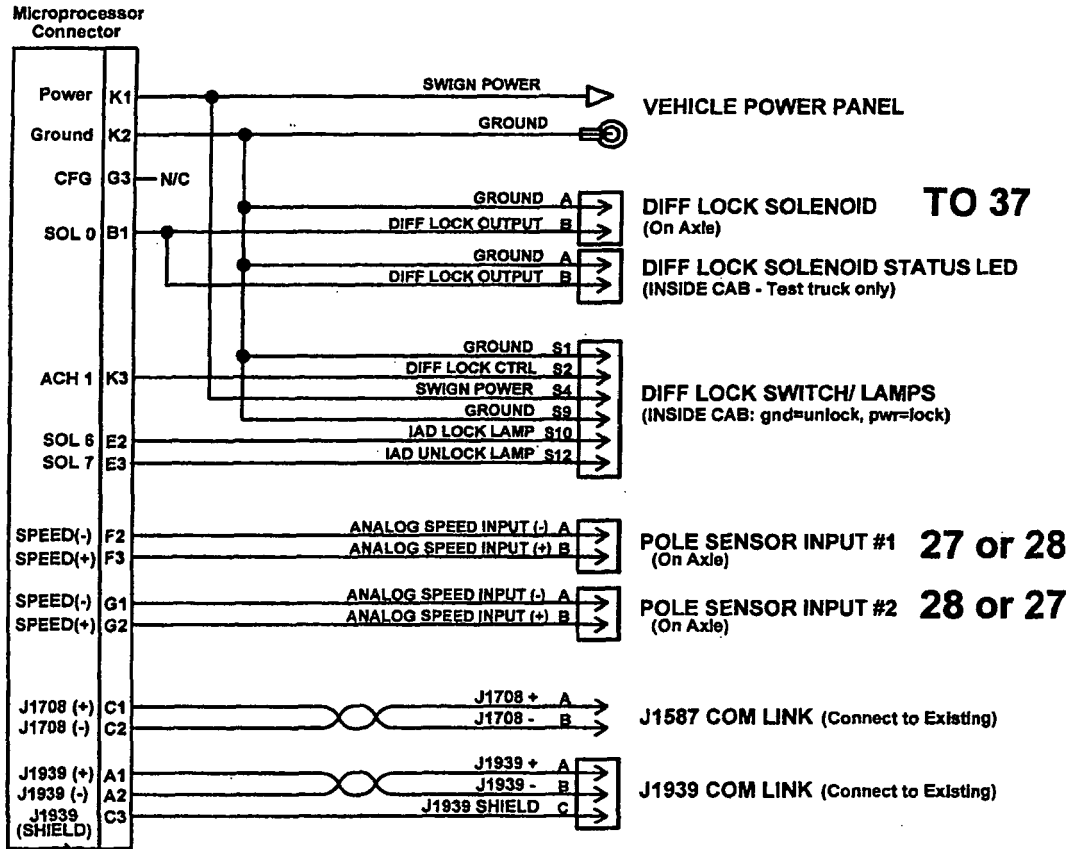 Microprocessor
Connector
Power K1 SWIGN POWER
VEHICLE POWER PANEL
Ground K2 GROUND
CFG G3 N/C
GROUND A
DIFF LOCK SOLENOID TO 37
(On Axle)
SOL 0 B1 DIFF LOCK OUTPUT B
GROUND A
DIFF LOCK SOLENOID STATUS LED
(INSIDE CAB - Test truck only)
DIFF LOCK OUTPUT B
GROUND S1
ACH 1 K3 DIFF LOCK CTRL S2
SWIGN POWER S4
DIFF LOCK SWITCH/ LAMPS
(INSIDE CAB: gnd=unlock, pwr=lock)
GROUND S9
SOL 6 E2 IAD LOCK LAMP S10
SOL 7 E3 IAD UNLOCK LAMP S12
SPEED(-) F2 ANALOG SPEED INPUT (-) A
SPEED(+) F3 ANALOG SPEED INPUT (+) B
POLE SENSOR INPUT #1 27 or 28
(On Axle)
SPEED(-) G1 ANALOG SPEED INPUT (-) A
SPEED(+) G2 ANALOG SPEED INPUT (+) B
POLE SENSOR INPUT #2 28 or 27
(On Axle)
J1708 (+) C1 J1708 + A
J1708 (-) C2 J1708 - B
J1587 COM LINK (Connect to Existing)
J1939 (+) A1 J1939 + A
J1939 (-) A2 J1939 - B
J1939 COM LINK (Connect to Existing)
J1939 C3 J1939 SHIELD C
(SHIELD)